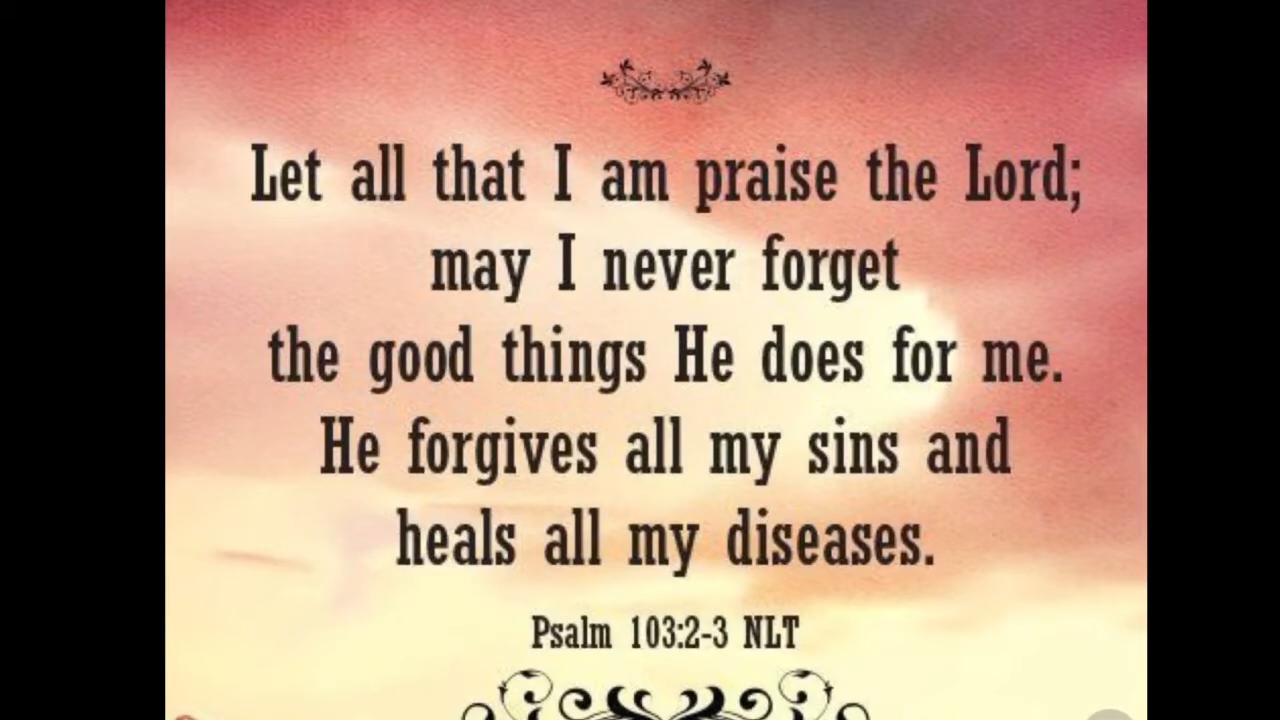 Let all that I am praise the Lord;
may I never forget
the good things He does for me.
He forgives all my sins and
heals all my diseases.
Psalm 103:2-3 NLT